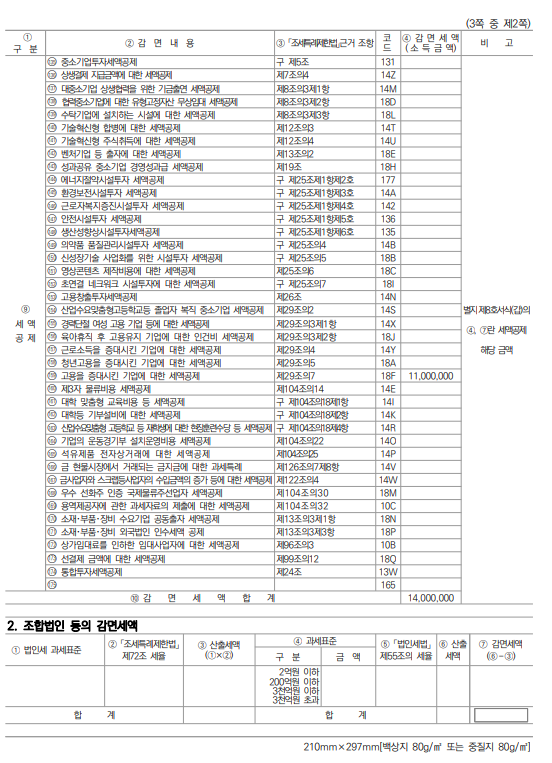 (3쪽 중 제2쪽)
① 구 분 ② 감 면 내 용 ③ 「조세특례제한법」근거 조항 코드 ④ 감 면 세 액 (소 득 금 액) 비 고
⑨ 세 액 공 제
중소기업투자세액공제 구 제5조 131
상생결제 지급금액에 대한 세액공제 제7조의4 14Z
대중소기업 상생협력을 위한 기금출연 세액공제 제8조의3제1항 14M
협력중소기업에 대한 유형고정자산 무상임대 세액공제 제8조의3제2항 18D
수탁기업에 설치하는 시설에 대한 세액공제 제8조의3제3항 18L
기술혁신형 합병에 대한 세액공제 제12조의3 14T
기술혁신형 주식취득에 대한 세액공제 제12조의4 14U
벤처기업 등 출자에 대한 세액공제 제13조의2 18E
성과공유 중소기업 경영성과급 세액공제 제19조 18H
에너지절약시설투자 세액공제 구 제25조제1항제2호 177
환경보전시설투자 세액공제 구 제25조제1항제3호 14A
근로자복지증진시설투자 세액공제 구 제25조제1항제4호 142
안전시설투자 세액공제 구 제25조제1항제5호 136
생산성향상시설투자세액공제 구 제25조제1항제6호 135
의약품 품질관리시설투자 세액공제 구 제25조의4 14B
신성장기술 사업화를 위한 시설투자 세액공제 구 제25조의5 18B
영상콘텐츠 제작비용에 대한 세액공제 제25조의6 18C
초연결 네크워크 시설투자에 대한 세액공제 구 제25조의7 18I
고용창출투자세액공제 제26조 14N
산업수요맞춤형고등학교등 졸업자 복직 중소기업 세액공제 제29조의2 14S
경력단절 여성 고용 기업 등에 대한 세액공제 제29조의3제1항 14X
육아휴직 후 고용유지 기업에 대한 인건비 세액공제 제29조의3제2항 18J
근로소득을 증대시킨 기업에 대한 세액공제 제29조의4 14Y
청년고용을 증대시킨 기업에 대한 세액공제 제29조의5 18A
고용을 증대시킨 기업에 대한 세액공제 제29조의7 18F 11,000,000
제3자 물류비용 세액공제 제104조의14 14E
대학 맞춤형 교육비용 등 세액공제 구 제104조의18제1항 14I
대학등 기부설비에 대한 세액공제 구 제104조의18제2항 14K
산업수요맞춤형 고등학교 등 재학생에 대한 현장훈련수당 등 세액공제 구 제104조의18제4항 14R
기업의 운동경기부 설치운영비용 세액공제 제104조의22 14O
석유제품 전자상거래에 대한 세액공제 제104조의25 14P
금 현물시장에서 거래되는 금지금에 대한 과세특례 제126조의7제8항 14V
금사업자와 스크랩등사업자의 수입금액의 증가 등에 대한 세액공제 제122조의4 14W
우수 선화주 인증 국제물류주선업자 세액공제 제104조의30 18M
용역제공자에 관한 과세자료의 제출에 대한 세액공제 제104조의32 10C
소재·부품·장비 수요기업 공동출자 세액공제 제13조의3제1항 18N
소재·부품·장비 외국법인 인수세액 공제 제13조의3제3항 18P
상가임대료를 인하한 임대사업자에 대한 세액공제 제96조의3 10B
선결제 금액에 대한 세액공제 제99조의12 18Q
통합투자세액공제 제24조 13W
165
별지 제8호서식(갑)의 ④, ⑦란 세액공제 해당 금액
⑩ 감 면 세 액 합 계 14,000,000
2. 조합법인 등의 감면세액
① 법인세 과세표준 ② 「조세특례제한법」 제72조 세율 ③ 산출세액 (①×②) ④ 과세표준 구 분 금 액 ⑤ 「법인세법」 제55조의 세율 ⑥ 산출 세액 ⑦ 감면세액 (⑥-③)
2억원 이하
200억원 이하
3천억원 이하
3천억원 초과
합 계 합 계
210mm×297mm[백상지 80g/㎡ 또는 중질지 80g/㎡]